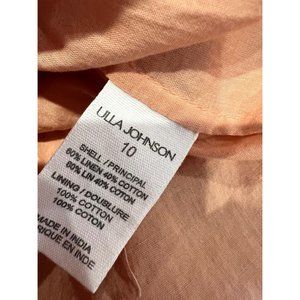 ULLA JOHNSON
10
SHELL / PRINCIPAL
60% LINEN 40% COTTON
60% LIN 40% COTON
LINING / DOUBLURE
100% COTTON
100% COTON
MADE IN INDIA
FABRIQUÉ EN INDE